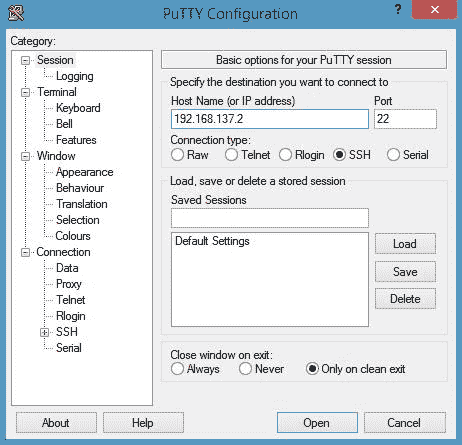 PuTTY Configuration
?
Category:
Session
Logging
Terminal
Keyboard
Bell
Features
Window
Appearance
Behaviour
Translation
Selection
Colours
Connection
Data
Proxy
Telnet
Rlogin
SSH
Serial
Basic options for your PuTTY session
Specify the destination you want to connect to
Host Name (or IP address) Port
192.168.137.2 22
Connection type:
Raw Telnet Rlogin SSH Serial
Load, save or delete a stored session
Saved Sessions
Default Settings
Load
Save
Delete
Close window on exit:
Always Never Only on clean exit
About Help Open Cancel